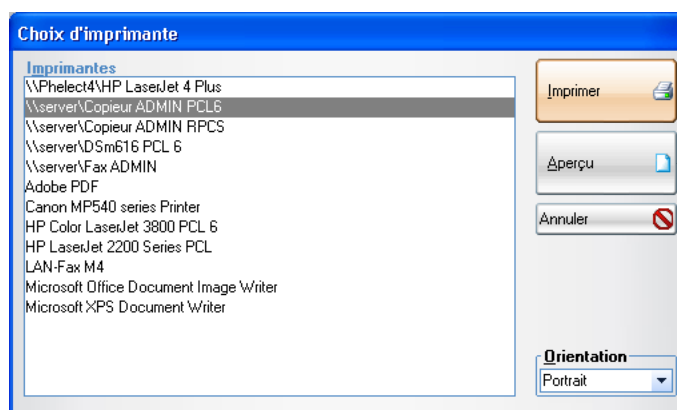 Choix d'imprimante
Imprimantes
\\Phelect4\HP LaserJet 4 Plus
\\server\Copieur ADMIN PCL6
\\server\Copieur ADMIN RPCS
\\server\DSm616 PCL 6
\\server\Fax ADMIN
Adobe PDF
Canon MP540 series Printer
HP Color LaserJet 3800 PCL 6
HP LaserJet 2200 Series PCL
LAN-Fax M4
Microsoft Office Document Image Writer
Microsoft XPS Document Writer
Imprimer
Aperçu
Annuler
Orientation
Portrait